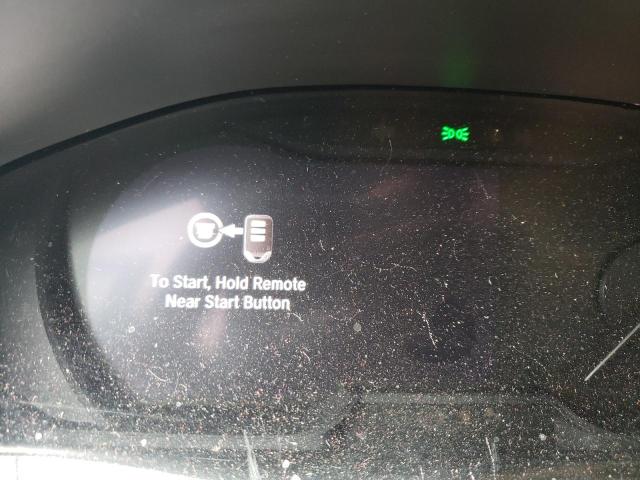 To Start, Hold Remote
Near Start Button